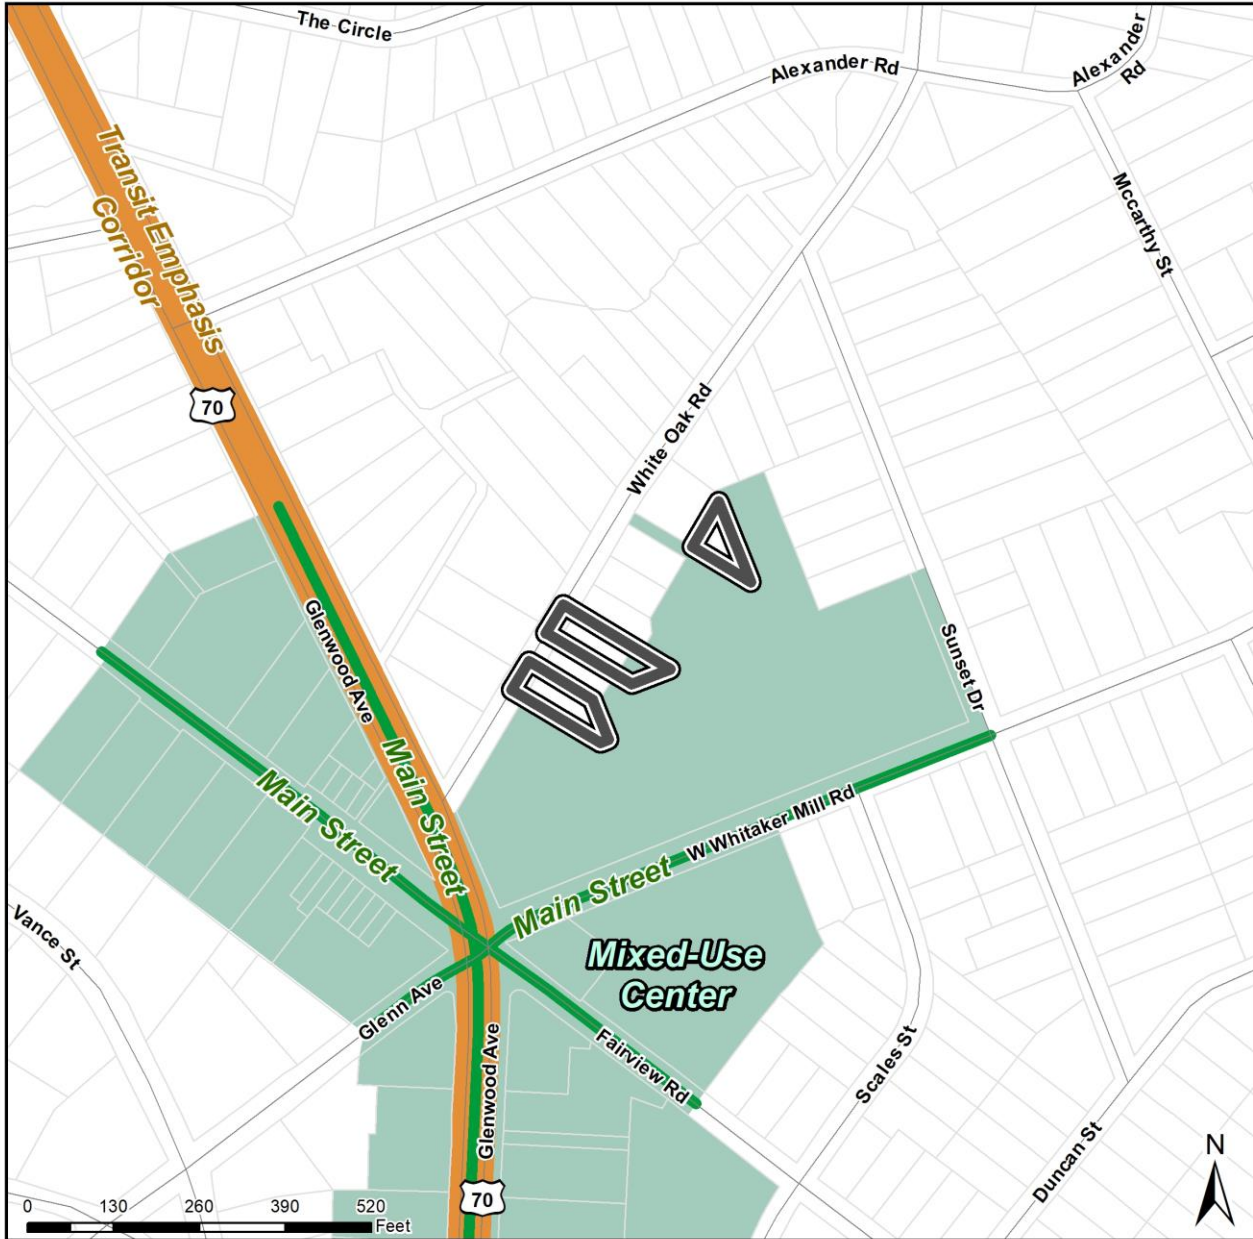 The Circle
Alexander Rd
Alexander
Rd
Transit Emphasis
Corridor
Mccarthy St
70
White Oak Rd
Glenwood Ave
Sunset Dr
Main Street
Main Street
W Whitaker Mill Rd
Main Street
Vance St
Mixed-Use
Center
Glenn Ave
Fairview Rd
Scales St
Glenwood Ave
Duncan St
N
70
0 130 260 390 520
Feet